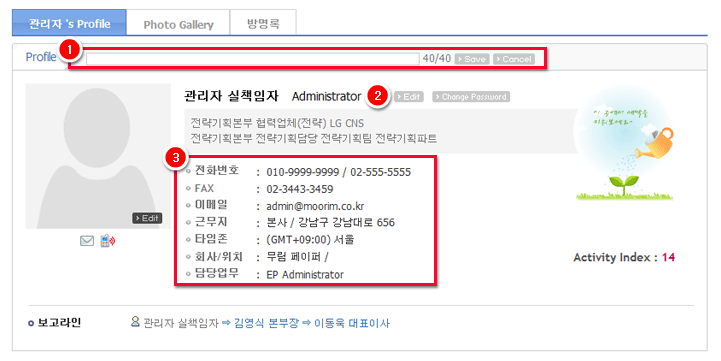 관리자 's Profile Photo Gallery 방명록
Profile 1 40/40 Save Cancel
관리자 실책임자 Administrator 2 Edit Change Password
전략기획본부 협력업체(전략) LG CNS
전략기획본부 전략기획담당 전략기획팀 전략기획파트
3
전화번호 : 010-9999-9999 / 02-555-5555
FAX : 02-3443-3459
이메일 : admin@moorim.co.kr
근무지 : 본사 / 강남구 강남대로 656
타임존 : (GMT+09:00) 서울
회사/위치 : 무림 페이퍼 /
담당업무 : EP Administrator
Edit
Activity Index : 14
보고라인 관리자 실책임자 ⇨ 김영식 본부장 ⇨ 이동욱 대표이사